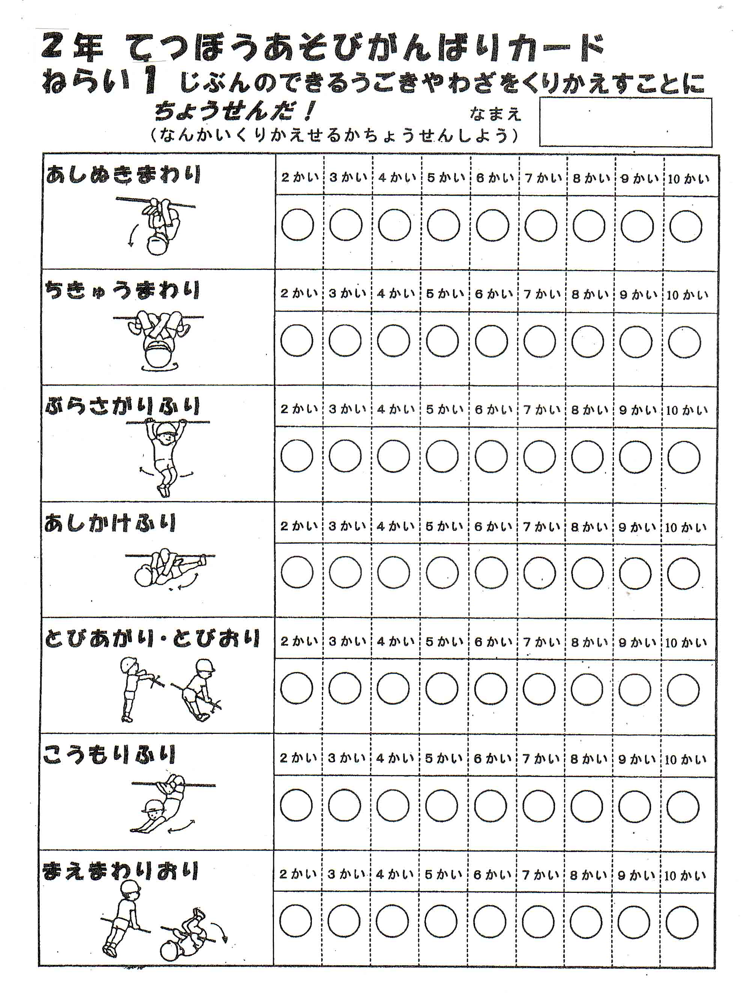 2年 てつぼうあそびがんばりカード
ねらい1 じぶんのできるうごきやわざをくりかえすことに
ちょうせんだ！
なまえ
（なんかいくりかえせるかちょうせんしよう）
あしぬきまわり
2かい 3かい 4かい 5かい 6かい 7かい 8かい 9かい 10かい
ちきゅうまわり
2かい 3かい 4かい 5かい 6かい 7かい 8かい 9かい 10かい
ぶらさがりふり
2かい 3かい 4かい 5かい 6かい 7かい 8かい 9かい 10かい
あしかけふり
2かい 3かい 4かい 5かい 6かい 7かい 8かい 9かい 10かい
とびあがり・とびおり
2かい 3かい 4かい 5かい 6かい 7かい 8かい 9かい 10かい
こうもりふり
2かい 3かい 4かい 5かい 6かい 7かい 8かい 9かい 10かい
まえまわりおり
2かい 3かい 4かい 5かい 6かい 7かい 8かい 9かい 10かい